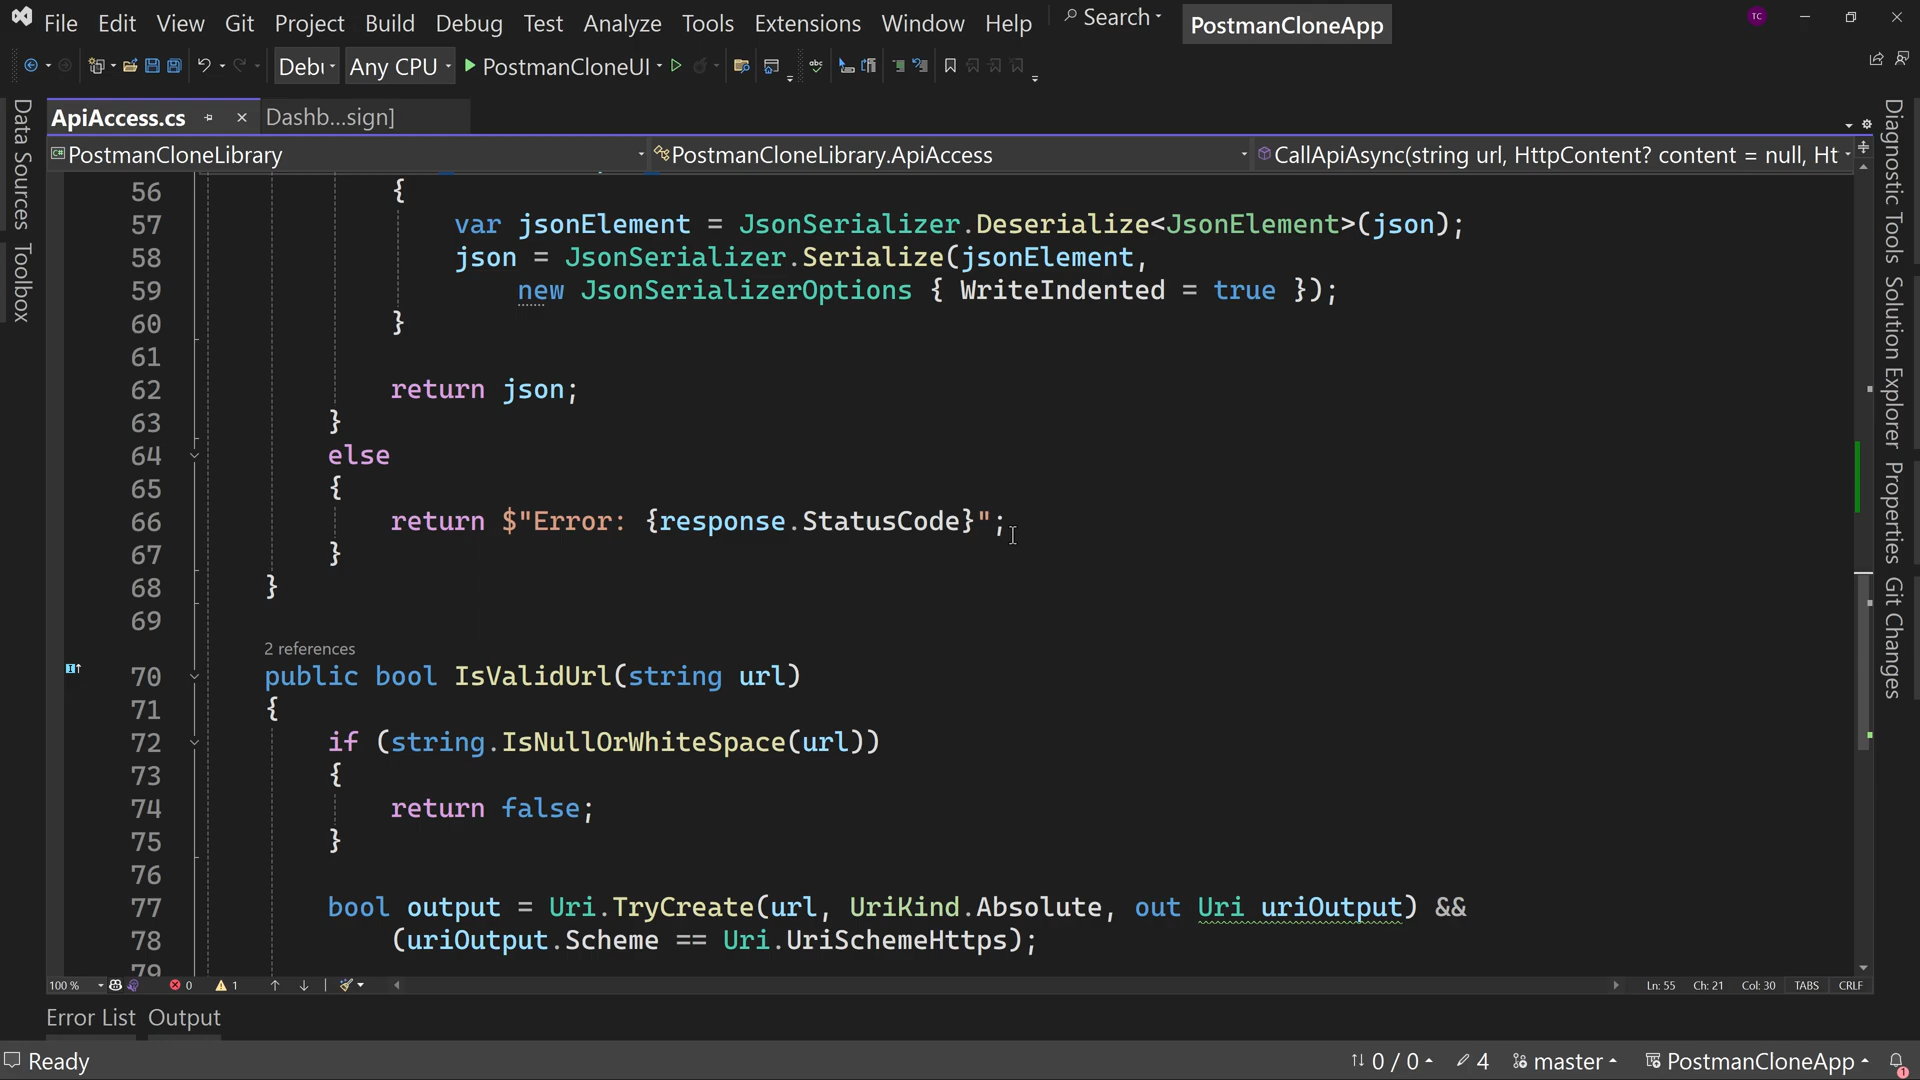 File Edit View Git Project Build Debug Test Analyze Tools Extensions Window Help Search PostmanCloneApp TC
Debu Any CPU PostmanCloneUI
ApiAccess.cs Dashb...sign]
PostmanCloneLibrary PostmanCloneLibrary.ApiAccess CallApiAsync(string url, HttpContent? content = null, Ht
56 {
57 var jsonElement = JsonSerializer.Deserialize<JsonElement>(json);
58 json = JsonSerializer.Serialize(jsonElement,
59 new JsonSerializerOptions { WriteIndented = true });
60 }
61
62 return json;
63 }
64 else
65 {
66 return $"Error: {response.StatusCode}";
67 }
68 }
69
2 references
70 public bool IsValidUrl(string url)
71 {
72 if (string.IsNullOrWhiteSpace(url))
73 {
74 return false;
75 }
76
77 bool output = Uri.TryCreate(url, UriKind.Absolute, out Uri uriOutput) &&
78 (uriOutput.Scheme == Uri.UriSchemeHttps);
79
Data Sources
Toolbox
Diagnostic Tools
Solution Explorer
Properties
Git Changes
100 % 0 1 Ln: 55 Ch: 21 Col: 30 TABS CRLF
Error List Output
Ready 0 / 0 4 master PostmanCloneApp 1